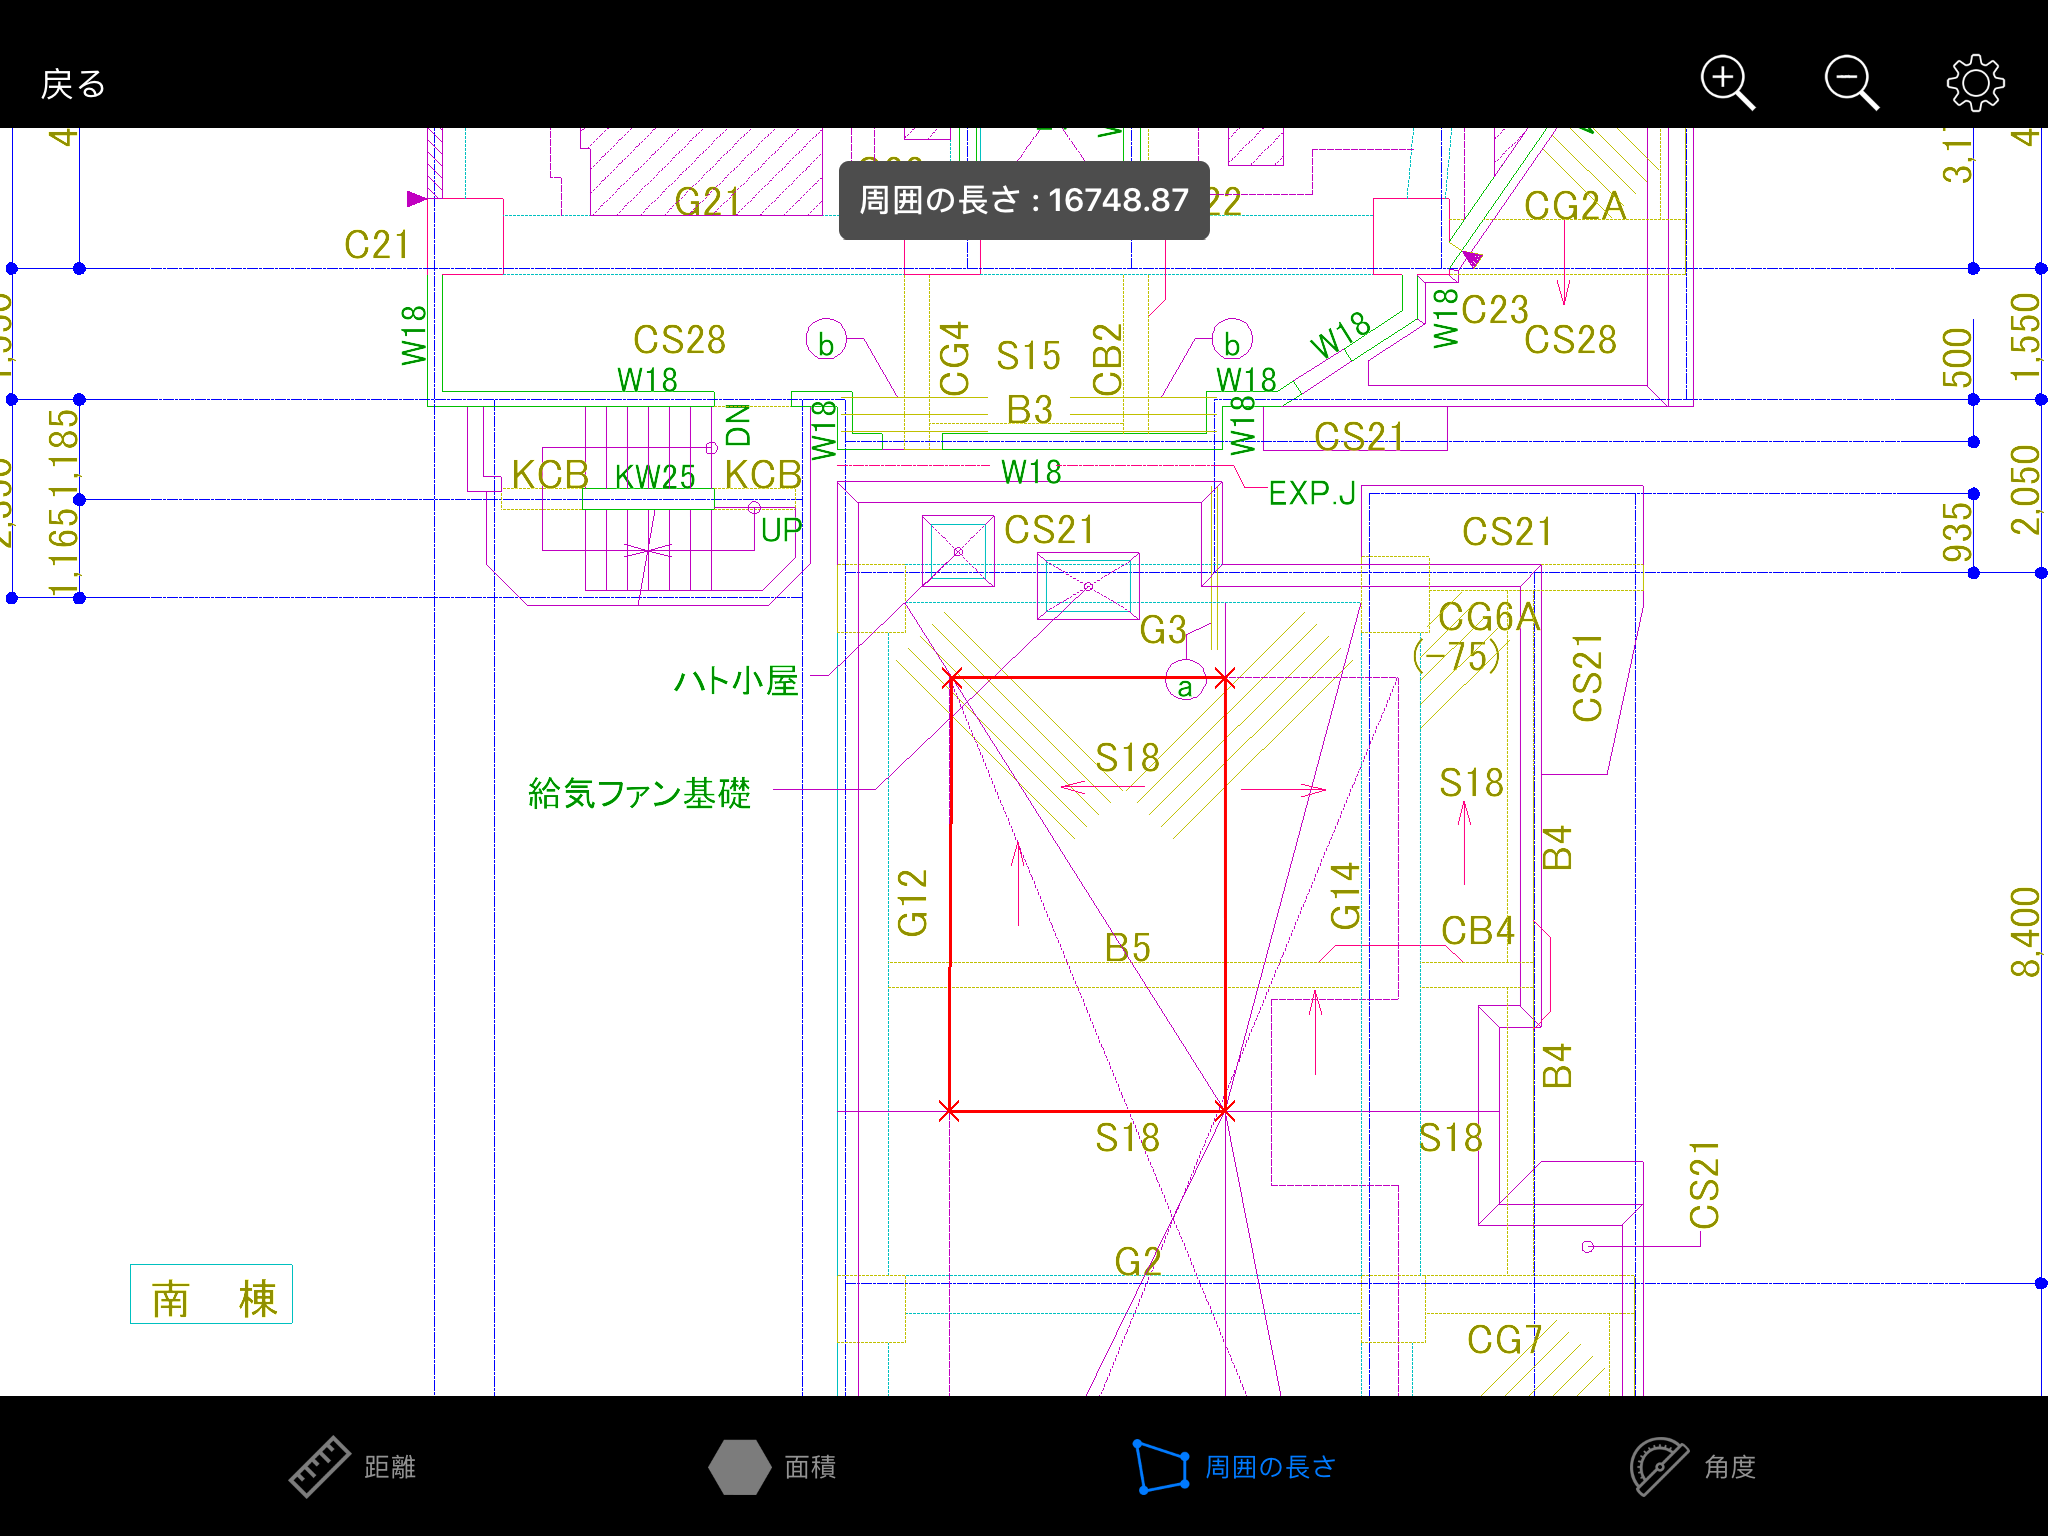 戻る
周囲の長さ : 16748.87
G21
22
CG2A
C21
C23
W18
CS28
b
CG4
S15
CB2
b
W18
W18
CS28
1,550
500
W18
W18
B3
W18
W18
DN
CS21
1,185
KCB
KW25
KCB
W18
EXP.J
UP
CS21
CS21
1,165
935
2,050
G3
CG6A
(-75)
CS21
ハト小屋
a
S18
S18
給気ファン基礎
B4
G12
G14
CB4
B5
8,400
B4
S18
S18
CS21
G2
南 棟
CG7
距離
面積
周囲の長さ
角度